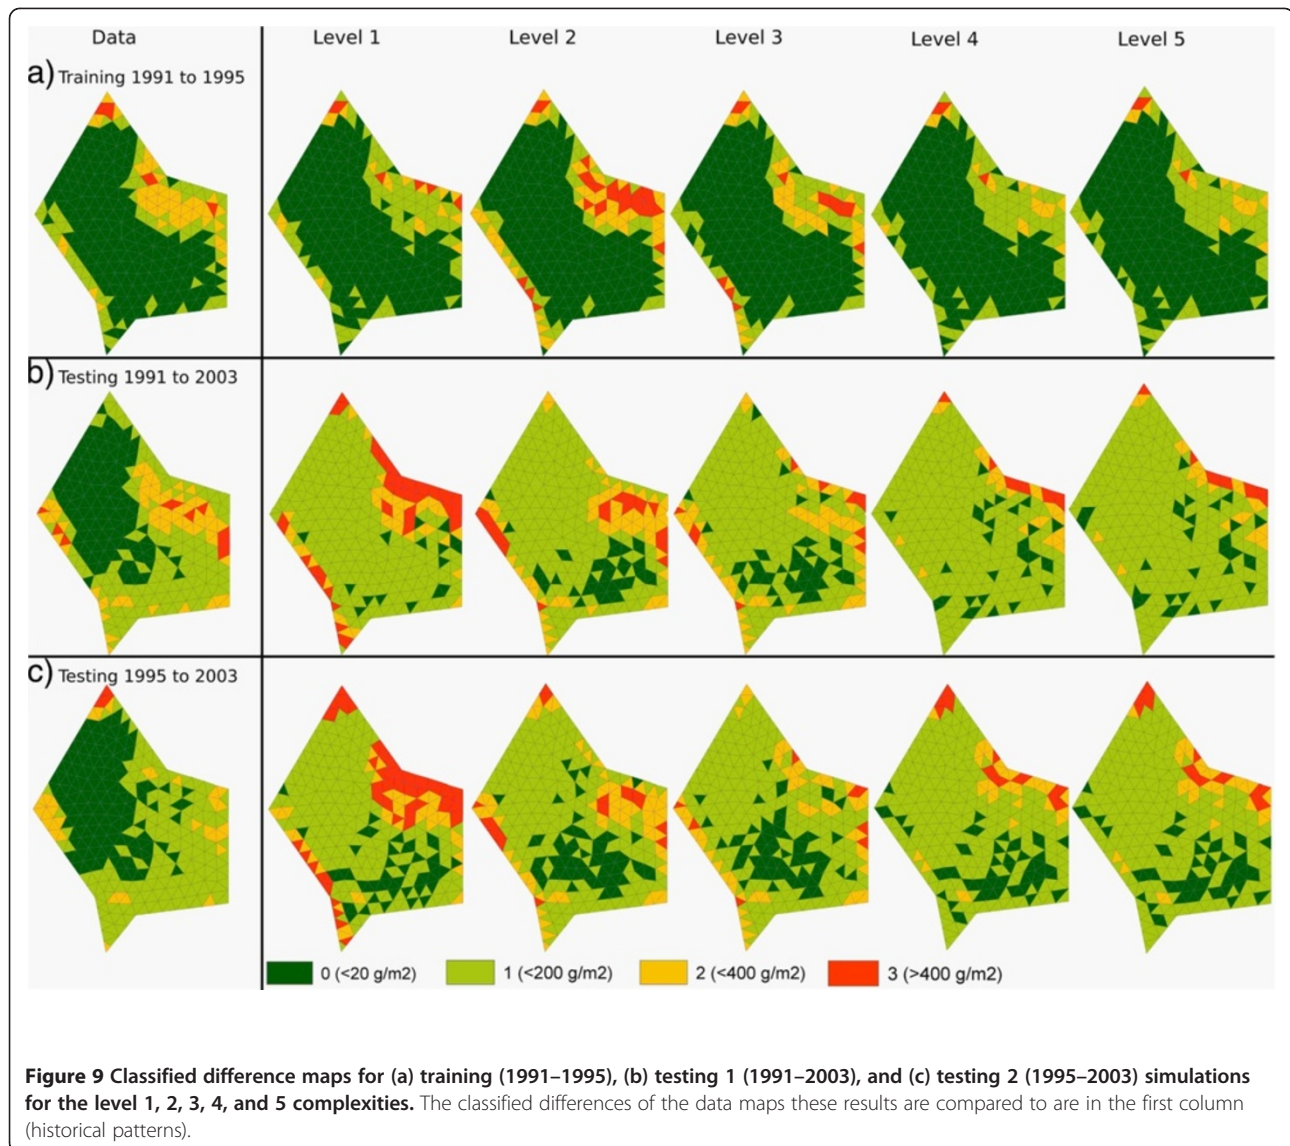 Data Level 1 Level 2 Level 3 Level 4 Level 5
a) Training 1991 to 1995
b) Testing 1991 to 2003
c) Testing 1995 to 2003
0 (<20 g/m2) 1 (<200 g/m2) 2 (<400 g/m2) 3 (>400 g/m2)
Figure 9 Classified difference maps for (a) training (1991–1995), (b) testing 1 (1991–2003), and (c) testing 2 (1995–2003) simulations
for the level 1, 2, 3, 4, and 5 complexities. The classified differences of the data maps these results are compared to are in the first column
(historical patterns).